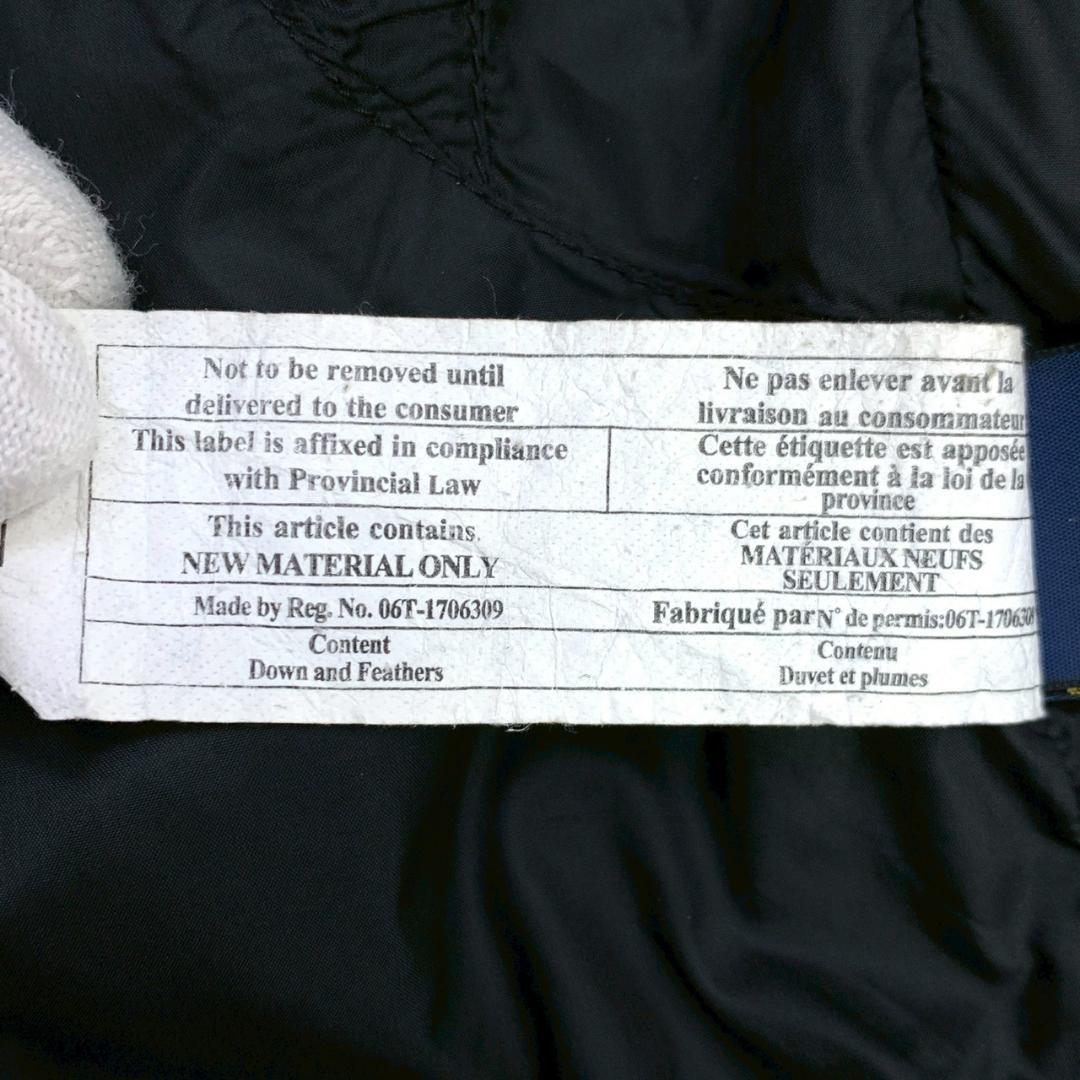 Not to be removed until
delivered to the consumer
Ne pas enlever avant la
livraison au consommateur
This label is affixed in compliance
with Provincial Law
Cette étiquette est apposée
conformément à la loi de la
province
This article contains.
NEW MATERIAL ONLY
Cet article contient des
MATÉRIAUX NEUFS
SEULEMENT
Made by Reg. No. 06T-1706309
Fabriqué par N° de permis:06T-1706309
Content
Down and Feathers
Contenu
Duvet et plumes